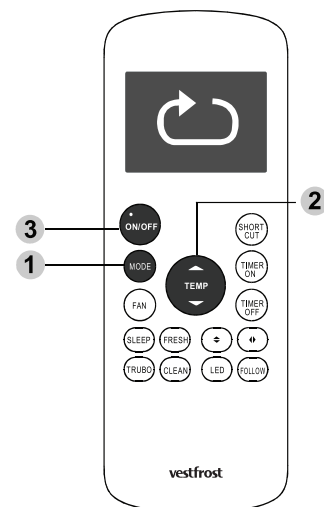 2
3
ON/OFF
SHORT
CUT
1
MODE
TEMP
TIMER
ON
FAN
TIMER
OFF
SLEEP
FRESH
TRUBO
CLEAN
LED
FOLLOW
vestfrost